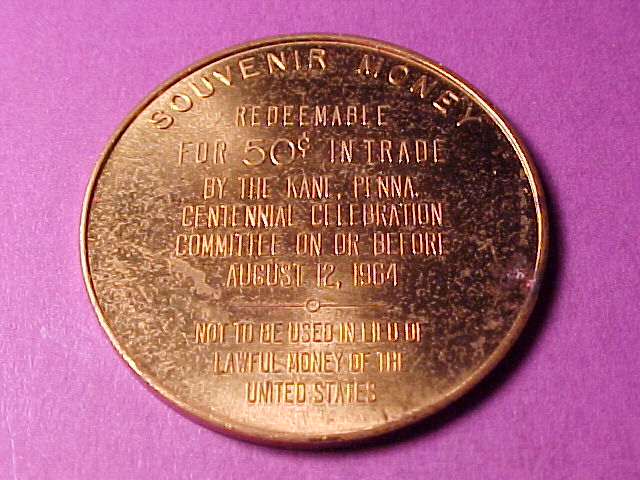 SOUVENIR MONEY
REDEEMABLE
FOR 50¢ IN TRADE
BY THE KANE, PENNA.
CENTENNIAL CELEBRATION
COMMITTEE ON OR BEFORE
AUGUST 12, 1964
NOT TO BE USED IN LIEU OF
LAWFUL MONEY OF THE
UNITED STATES